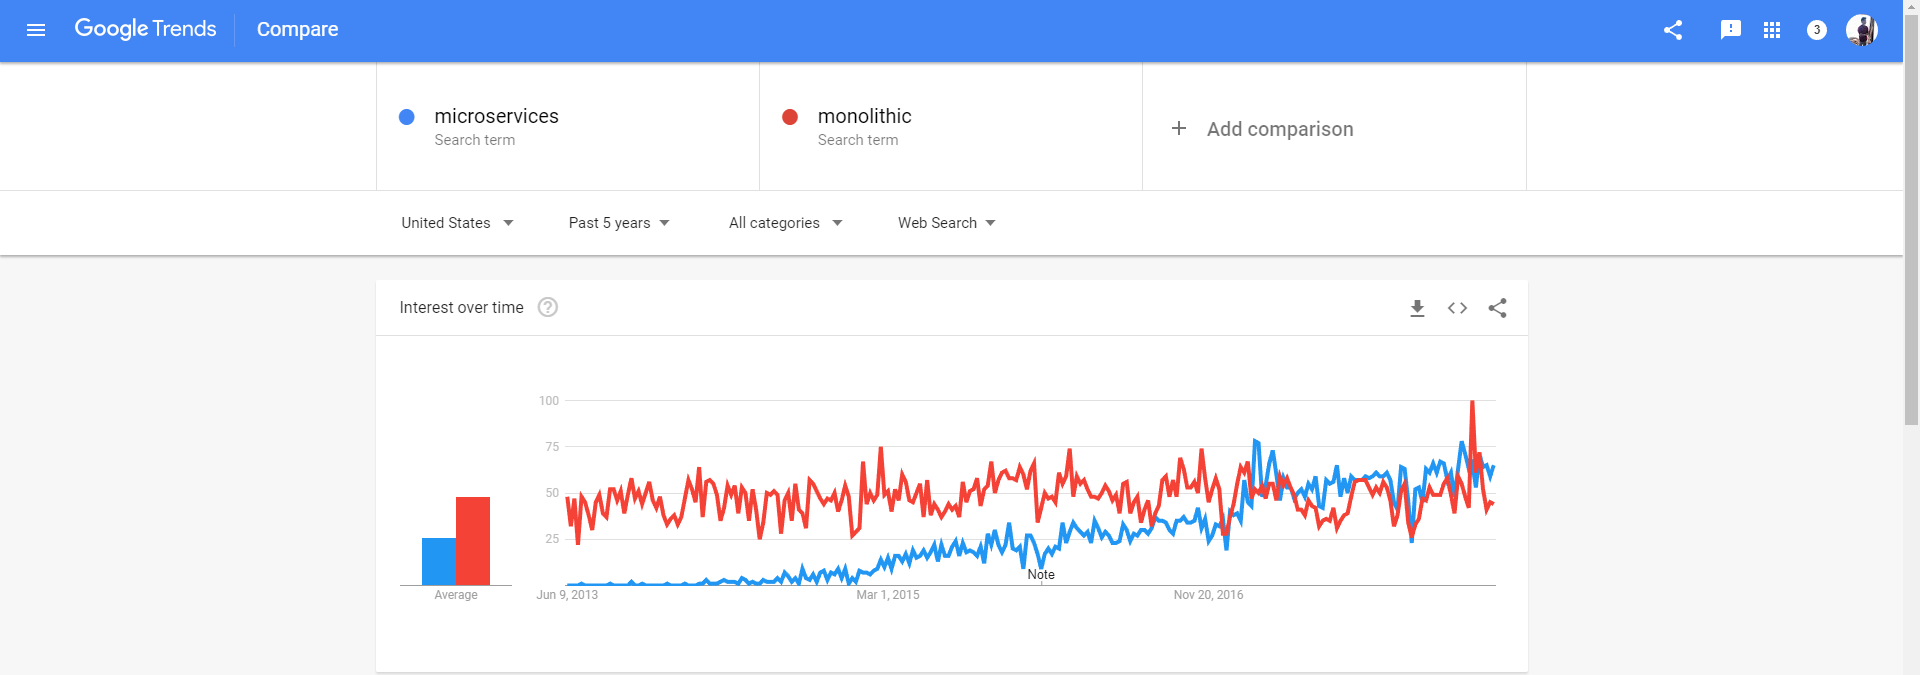 Google Trends
Compare
3
microservices
Search term
monolithic
Search term
+ Add comparison
United States
Past 5 years
All categories
Web Search
Interest over time ?
100
75
50
25
Note
Average
Jun 9, 2013
Mar 1, 2015
Nov 20, 2016